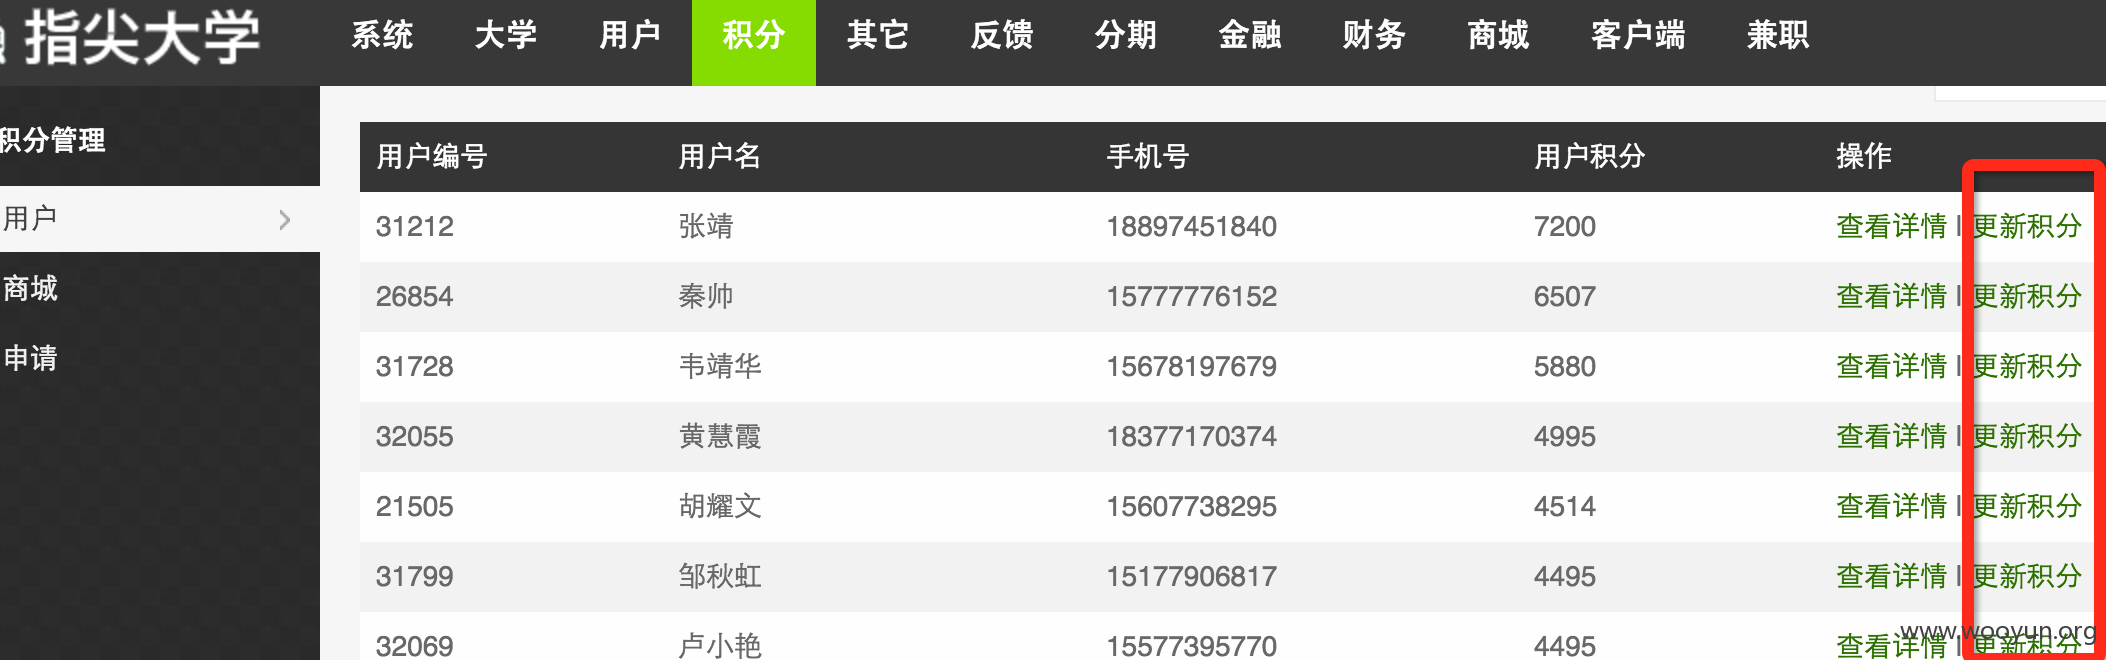 指尖大学 系统 大学 用户 积分 其它 反馈 分期 金融 财务 商城 客户端 兼职
积分管理
用户
商城
申请
用户编号 用户名 手机号 用户积分 操作
31212 张靖 18897451840 7200 查看详情 | 更新积分
26854 秦帅 15777776152 6507 查看详情 | 更新积分
31728 韦靖华 15678197679 5880 查看详情 | 更新积分
32055 黄慧霞 18377170374 4995 查看详情 | 更新积分
21505 胡耀文 15607738295 4514 查看详情 | 更新积分
31799 邹秋虹 15177906817 4495 查看详情 | 更新积分
32069 卢小艳 15577395770 4495 查看详情 | 更新积分
www.wooyun.org